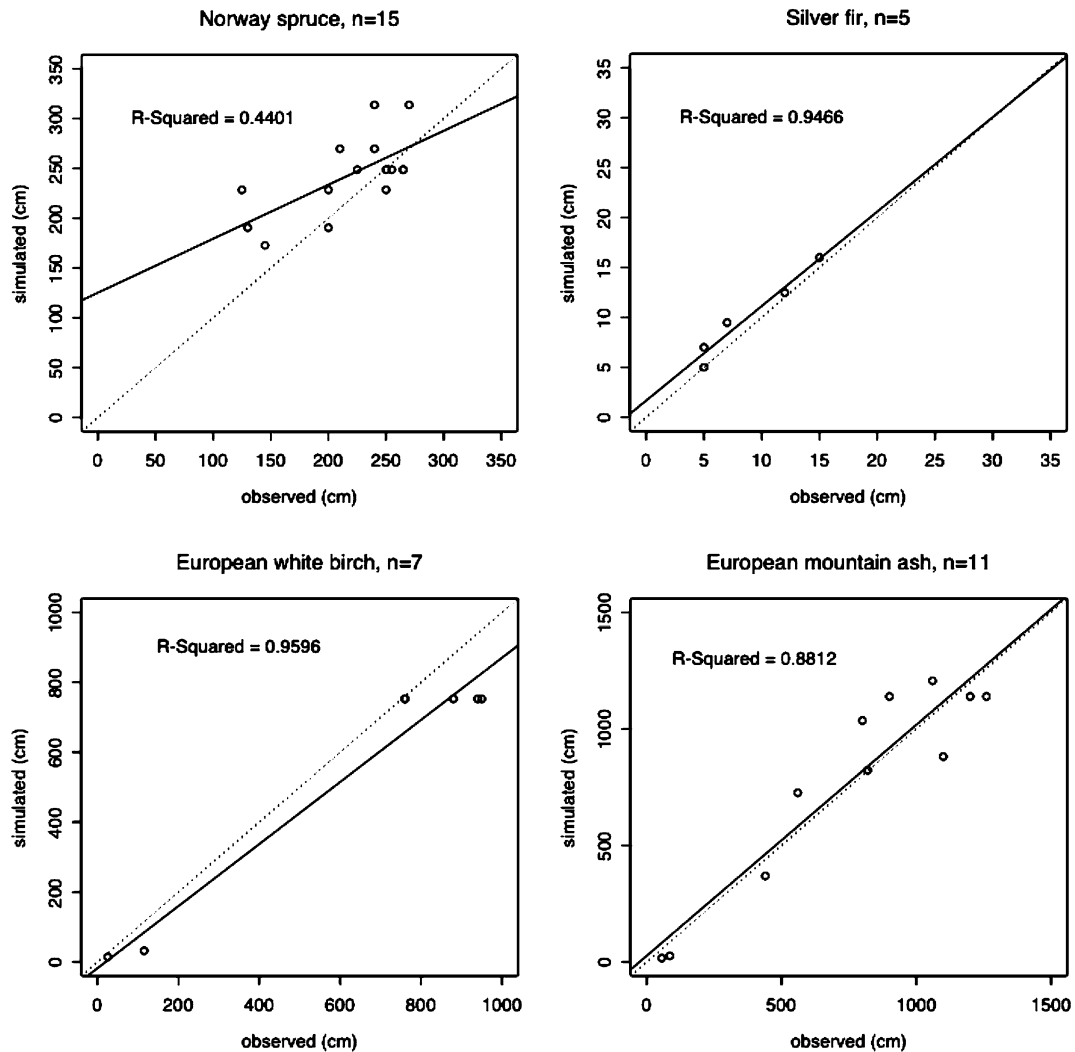 Norway spruce, n=15
R-Squared = 0.4401
simulated (cm)
0 50 100 150 200 250 300 350
0 50 100 150 200 250 300 350
observed (cm)
Silver fir, n=5
R-Squared = 0.9466
simulated (cm)
0 5 10 15 20 25 30 35
0 5 10 15 20 25 30 35
observed (cm)
European white birch, n=7
R-Squared = 0.9596
simulated (cm)
0 200 400 600 800 1000
0 200 400 600 800 1000
observed (cm)
European mountain ash, n=11
R-Squared = 0.8812
simulated (cm)
0 500 1000 1500
0 500 1000 1500
observed (cm)